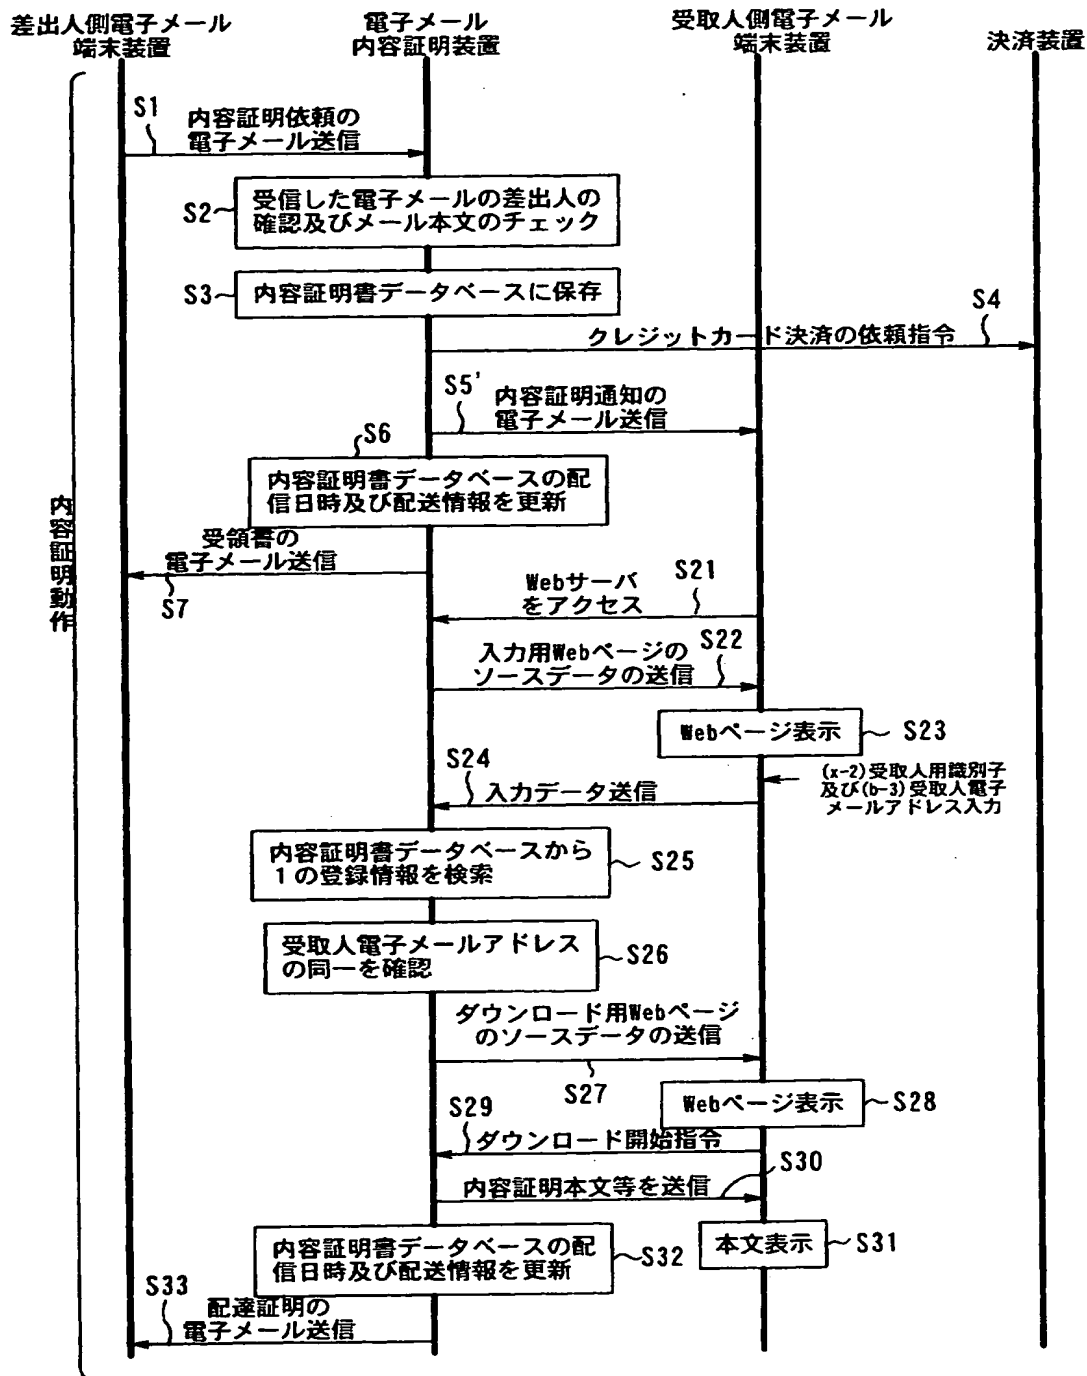 差出人側電子メール
端末装置
電子メール
内容証明装置
受取人側電子メール
端末装置
決済装置
内容証明動作
S1
内容証明依頼の
電子メール送信
S2
受信した電子メールの差出人の
確認及びメール本文のチェック
S3
内容証明書データベースに保存
S4
クレジットカード決済の依頼指令
S5'
内容証明通知の
電子メール送信
S6
内容証明書データベースの配
信日時及び配送情報を更新
受領書の
電子メール送信
S7
Webサーバ
をアクセス
S21
入力用Webページの
ソースデータの送信
S22
Webページ表示
S23
(x-2)受取人用識別子
及び(b-3)受取人電子
メールアドレス入力
S24
入力データ送信
内容証明書データベースから
1の登録情報を検索
S25
受取人電子メールアドレス
の同一を確認
S26
ダウンロード用Webページ
のソースデータの送信
S27
Webページ表示
S28
S29
ダウンロード開始指令
S30
内容証明本文等を送信
本文表示
S31
内容証明書データベースの配
信日時及び配送情報を更新
S32
S33
配達証明の
電子メール送信